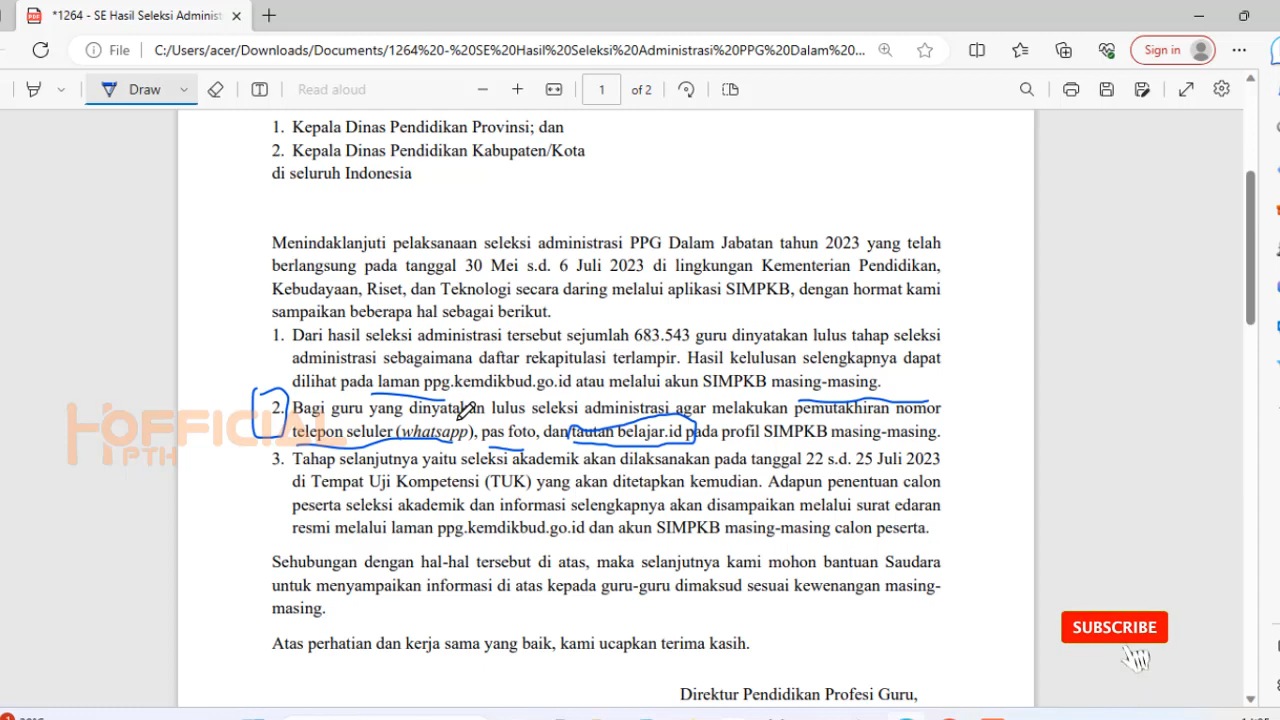 *1264 - SE Hasil Seleksi Administ
File C:/Users/acer/Downloads/Documents/1264%20-%20SE%20Hasil%20Seleksi%20Administrasi%20PPG%20Dalam%20... Sign in
Draw Read aloud 1 of 2
1. Kepala Dinas Pendidikan Provinsi; dan
2. Kepala Dinas Pendidikan Kabupaten/Kota
di seluruh Indonesia
Menindaklanjuti pelaksanaan seleksi administrasi PPG Dalam Jabatan tahun 2023 yang telah
berlangsung pada tanggal 30 Mei s.d. 6 Juli 2023 di lingkungan Kementerian Pendidikan,
Kebudayaan, Riset, dan Teknologi secara daring melalui aplikasi SIMPKB, dengan hormat kami
sampaikan beberapa hal sebagai berikut.
1. Dari hasil seleksi administrasi tersebut sejumlah 683.543 guru dinyatakan lulus tahap seleksi
administrasi sebagaimana daftar rekapitulasi terlampir. Hasil kelulusan selengkapnya dapat
dilihat pada laman ppg.kemdikbud.go.id atau melalui akun SIMPKB masing-masing.
2. Bagi guru yang dinyatakan lulus seleksi administrasi agar melakukan pemutakhiran nomor
telepon seluler (whatsapp), pas foto, dan tautan belajar.id pada profil SIMPKB masing-masing.
H OFFICIAL
PTH
3. Tahap selanjutnya yaitu seleksi akademik akan dilaksanakan pada tanggal 22 s.d. 25 Juli 2023
di Tempat Uji Kompetensi (TUK) yang akan ditetapkan kemudian. Adapun penentuan calon
peserta seleksi akademik dan informasi selengkapnya akan disampaikan melalui surat edaran
resmi melalui laman ppg.kemdikbud.go.id dan akun SIMPKB masing-masing calon peserta.
Sehubungan dengan hal-hal tersebut di atas, maka selanjutnya kami mohon bantuan Saudara
untuk menyampaikan informasi di atas kepada guru-guru dimaksud sesuai kewenangan masing-
masing.
SUBSCRIBE
Atas perhatian dan kerja sama yang baik, kami ucapkan terima kasih.
Direktur Pendidikan Profesi Guru,